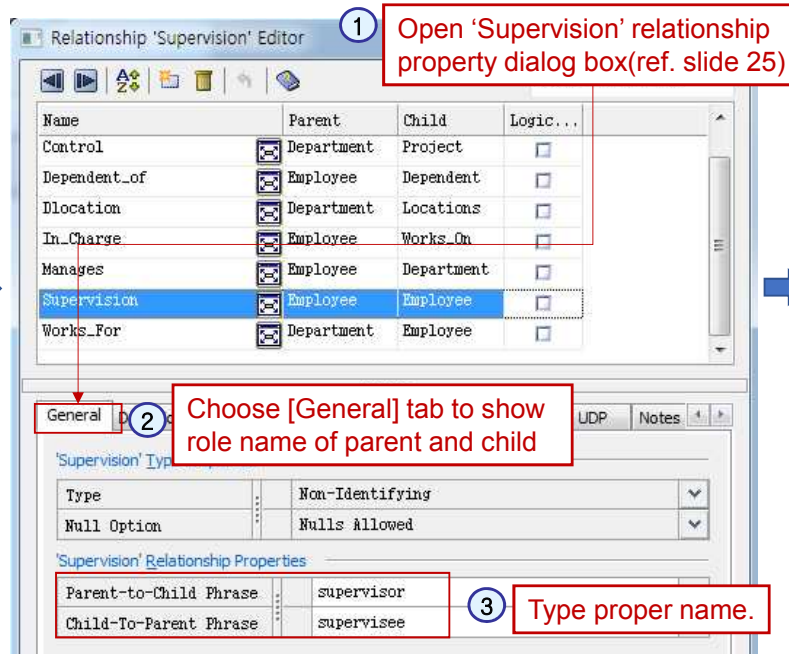 Relationship 'Supervision' Editor
1
Open ‘Supervision’ relationship
property dialog box(ref. slide 25)
Name Parent Child Logic...
Control Department Project
Dependent_of Employee Dependent
Dlocation Department Locations
In_Charge Employee Works_On
Manages Employee Department
Supervision Employee Employee
Works_For Department Employee
General
2
Choose [General] tab to show
role name of parent and child
UDP Notes
'Supervision'
Type Non-Identifying
Null Option Nulls Allowed
'Supervision' Relationship Properties
Parent-to-Child Phrase supervisor
Child-To-Parent Phrase supervisee
3
Type proper name.